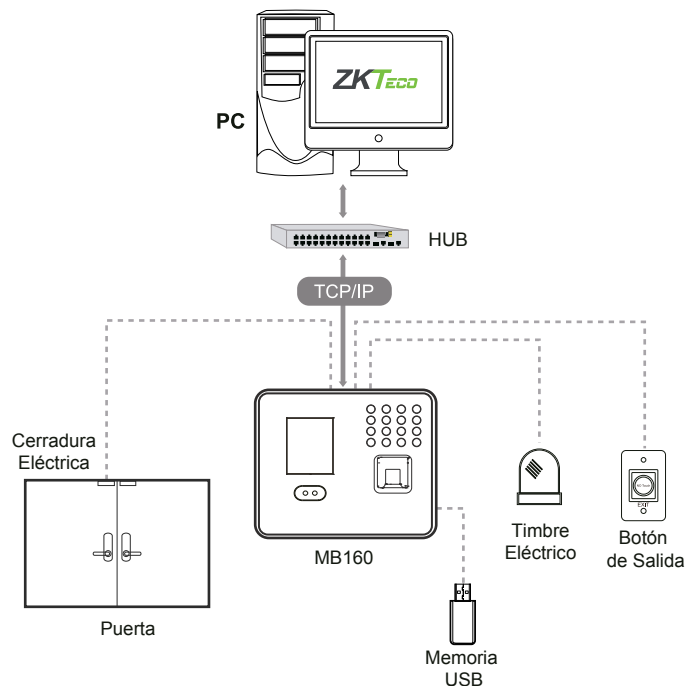 ZKTeco
PC
HUB
TCP/IP
Cerradura
Eléctrica
MB160
Puerta
Timbre
Eléctrico
EXIT
Botón
de Salida
Memoria
USB